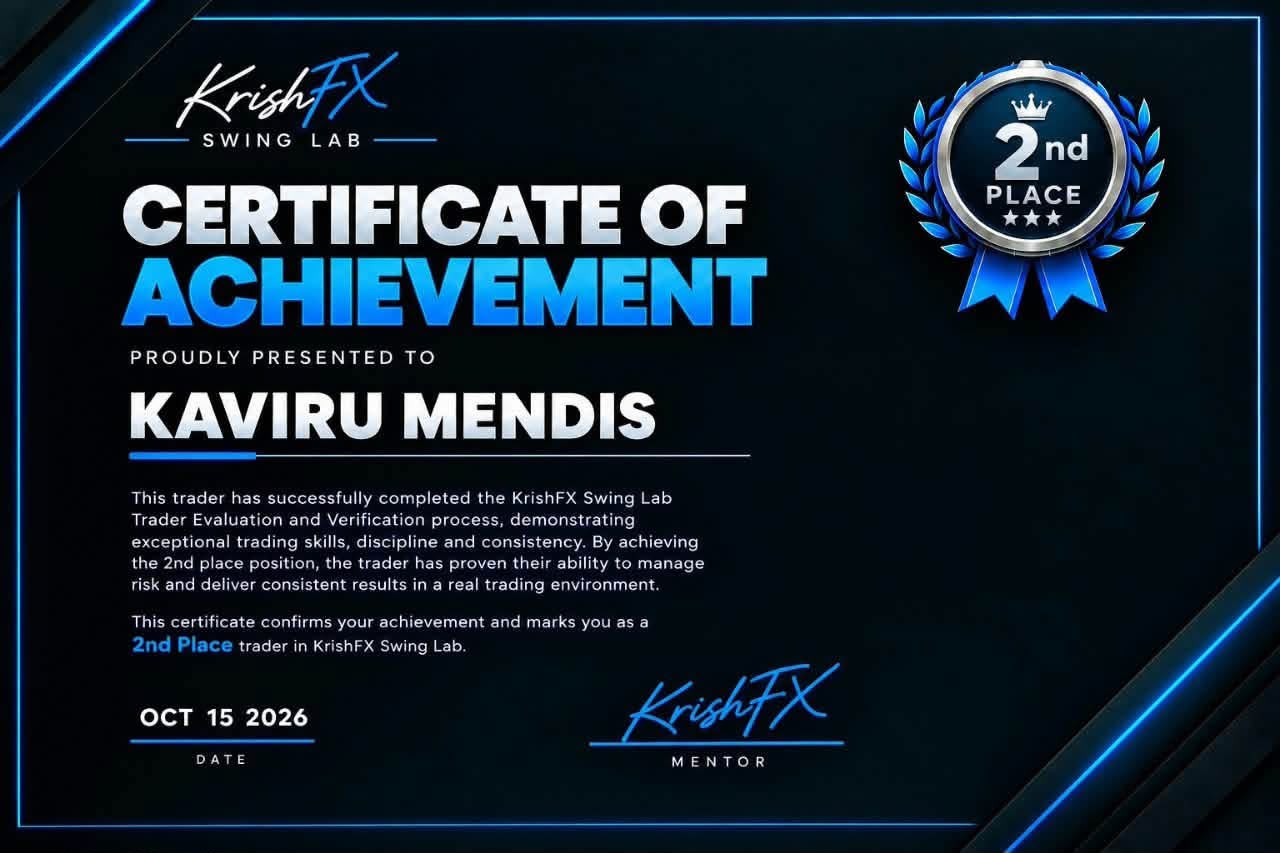 KrishFX
SWING LAB
2nd
PLACE
CERTIFICATE OF
ACHIEVEMENT
PROUDLY PRESENTED TO
KAVIRU MENDIS
This trader has successfully completed the KrishFX Swing Lab
Trader Evaluation and Verification process, demonstrating
exceptional trading skills, discipline and consistency. By achieving
the 2nd place position, the trader has proven their ability to manage
risk and deliver consistent results in a real trading environment.
This certificate confirms your achievement and marks you as a
2nd Place trader in KrishFX Swing Lab.
OCT 15 2026
DATE
KrishFX
MENTOR